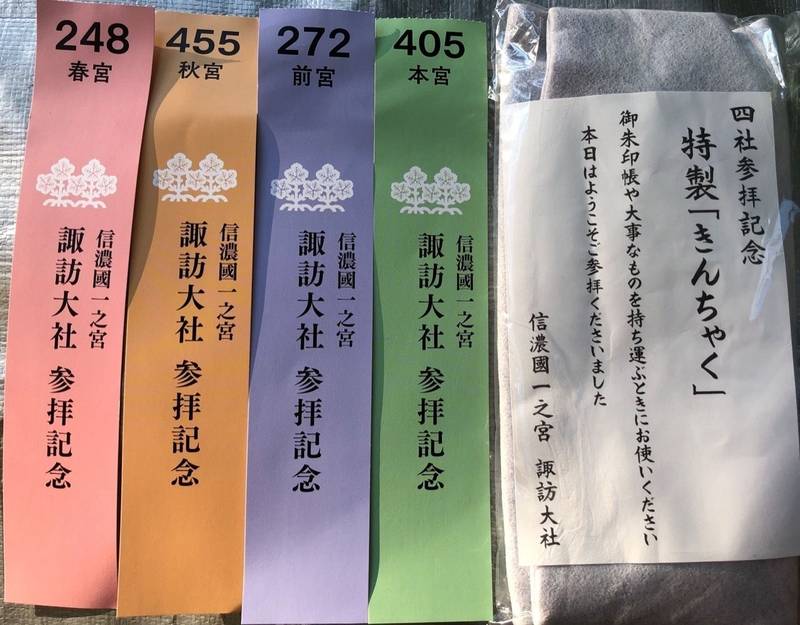 248
春宮
信濃國一之宮
諏訪大社 参拝記念
455
秋宮
信濃國一之宮
諏訪大社 参拝記念
272
前宮
信濃國一之宮
諏訪大社 参拝記念
405
本宮
信濃國一之宮
諏訪大社 参拝記念
四社参拝記念
特製「きんちゃく」
御朱印帳や大事なものを持ち運ぶときにお使いください
本日はようこそご参拝くださいました
信濃國一之宮 諏訪大社